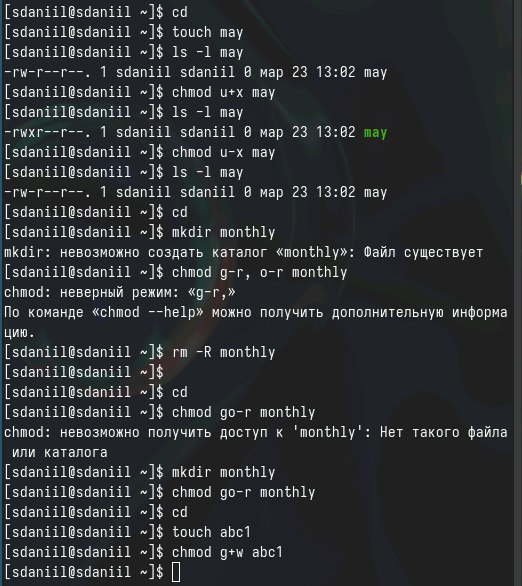 [sdaniil@sdaniil ~]$ cd
[sdaniil@sdaniil ~]$ touch may
[sdaniil@sdaniil ~]$ ls -l may
-rw-r--r--. 1 sdaniil sdaniil 0 мар 23 13:02 may
[sdaniil@sdaniil ~]$ chmod u+x may
[sdaniil@sdaniil ~]$ ls -l may
-rwxr--r--. 1 sdaniil sdaniil 0 мар 23 13:02 may
[sdaniil@sdaniil ~]$ chmod u-x may
[sdaniil@sdaniil ~]$ ls -l may
-rw-r--r--. 1 sdaniil sdaniil 0 мар 23 13:02 may
[sdaniil@sdaniil ~]$ cd
[sdaniil@sdaniil ~]$ mkdir monthly
mkdir: невозможно создать каталог «monthly»: Файл существует
[sdaniil@sdaniil ~]$ chmod g-r, o-r monthly
chmod: неверный режим: «g-r,»
По команде «chmod --help» можно получить дополнительную информа
цию.
[sdaniil@sdaniil ~]$ rm -R monthly
[sdaniil@sdaniil ~]$
[sdaniil@sdaniil ~]$ cd
[sdaniil@sdaniil ~]$ chmod go-r monthly
chmod: невозможно получить доступ к 'monthly': Нет такого файла
 или каталога
[sdaniil@sdaniil ~]$ mkdir monthly
[sdaniil@sdaniil ~]$ chmod go-r monthly
[sdaniil@sdaniil ~]$ cd
[sdaniil@sdaniil ~]$ touch abc1
[sdaniil@sdaniil ~]$ chmod g+w abc1
[sdaniil@sdaniil ~]$